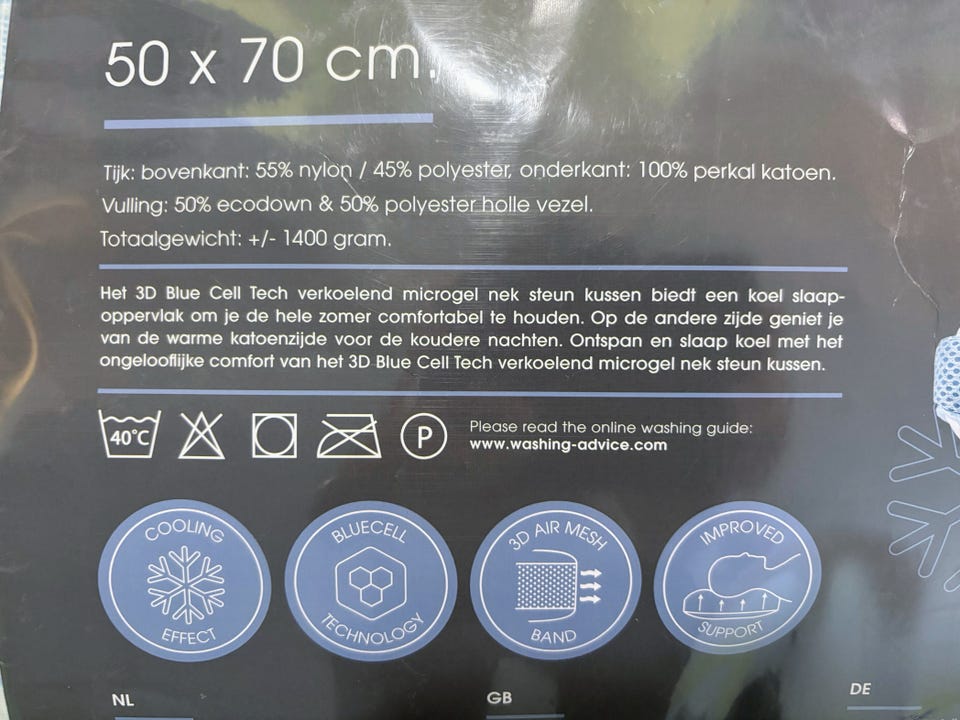 50 x 70 cm.
Tijk: bovenkant: 55% nylon / 45% polyester, onderkant: 100% perkal katoen.
Vulling: 50% ecodown & 50% polyester holle vezel.
Totaalgewicht: +/- 1400 gram.
Het 3D Blue Cell Tech verkoelend microgel nek steun kussen biedt een koel slaap-
oppervlak om je de hele zomer comfortabel te houden. Op de andere zijde geniet je
van de warme katoenzijde voor de koudere nachten. Ontspan en slaap koel met het
ongelooflijke comfort van het 3D Blue Cell Tech verkoelend microgel nek steun kussen.
40°C
P
Please read the online washing guide:
www.washing-advice.com
COOLING
EFFECT
BLUECELL
TECHNOLOGY
3D AIR MESH
BAND
IMPROVED
SUPPORT
NL
GB
DE